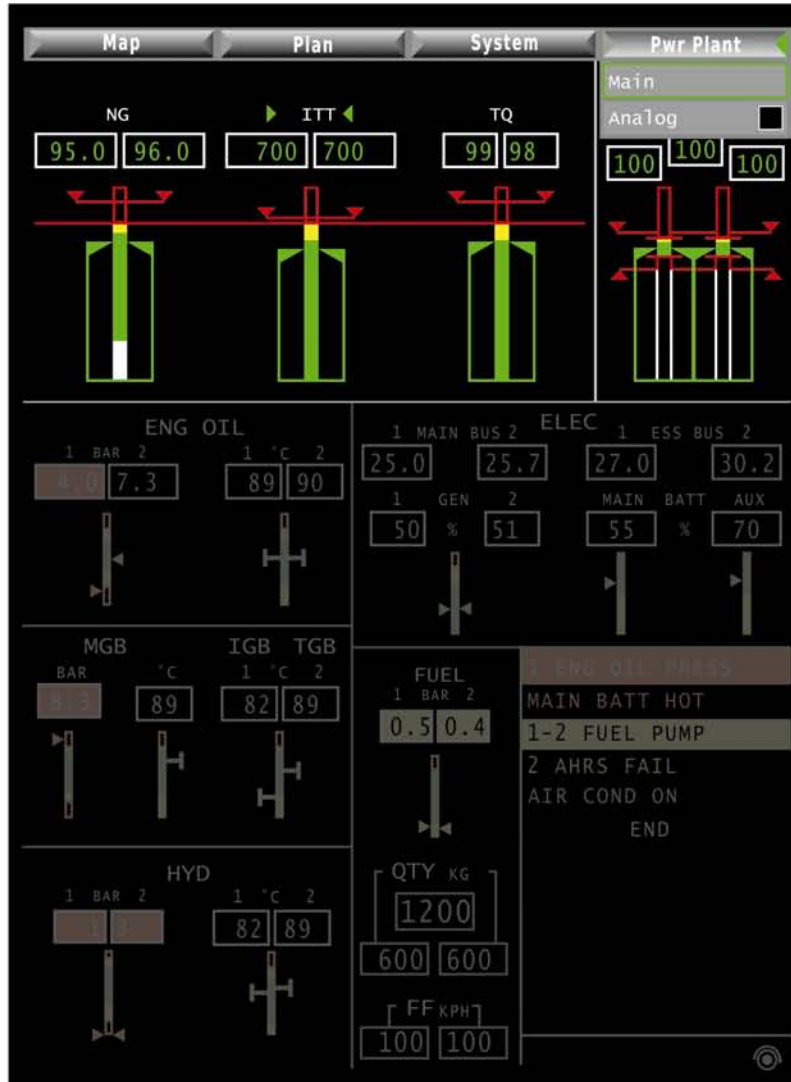 Map Plan System Pwr Plant
Main
Analog
NG ITT TQ
95.0 96.0 700 700 99 98 100 100 100
ENG OIL
1 BAR 2 1 °C 2
4.0 7.3 89 90
ELEC
1 MAIN BUS 2 1 ESS BUS 2
25.0 25.7 27.0 30.2
1 GEN 2 MAIN BATT AUX
50 % 51 55 % 70
MGB IGB TGB
BAR °C 1 °C 2
8.3 89 82 89
FUEL
1 BAR 2
0.5 0.4
1 ENG OIL PRESS
MAIN BATT HOT
1-2 FUEL PUMP
2 AHRS FAIL
AIR COND ON
END
HYD
1 BAR 2 1 °C 2
82 89
QTY KG
1200
600 600
FF KPH
100 100